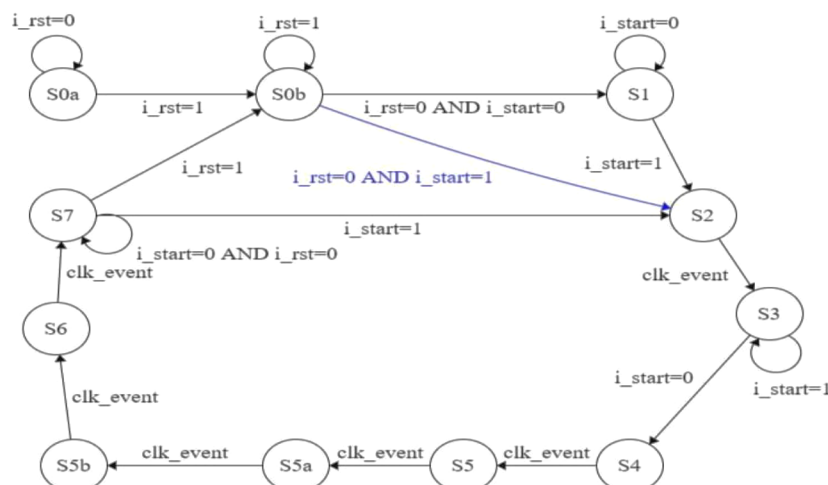 i_rst=0
i_rst=1
i_start=0
S0a
S0b
S1
i_rst=1
i_rst=0 AND i_start=0
i_rst=1
i_rst=0 AND i_start=1
i_start=1
S7
S2
i_start=1
i_start=0 AND i_rst=0
clk_event
clk_event
S6
S3
i_start=0
i_start=1
clk_event
clk_event
clk_event
clk_event
S5b
S5a
S5
S4